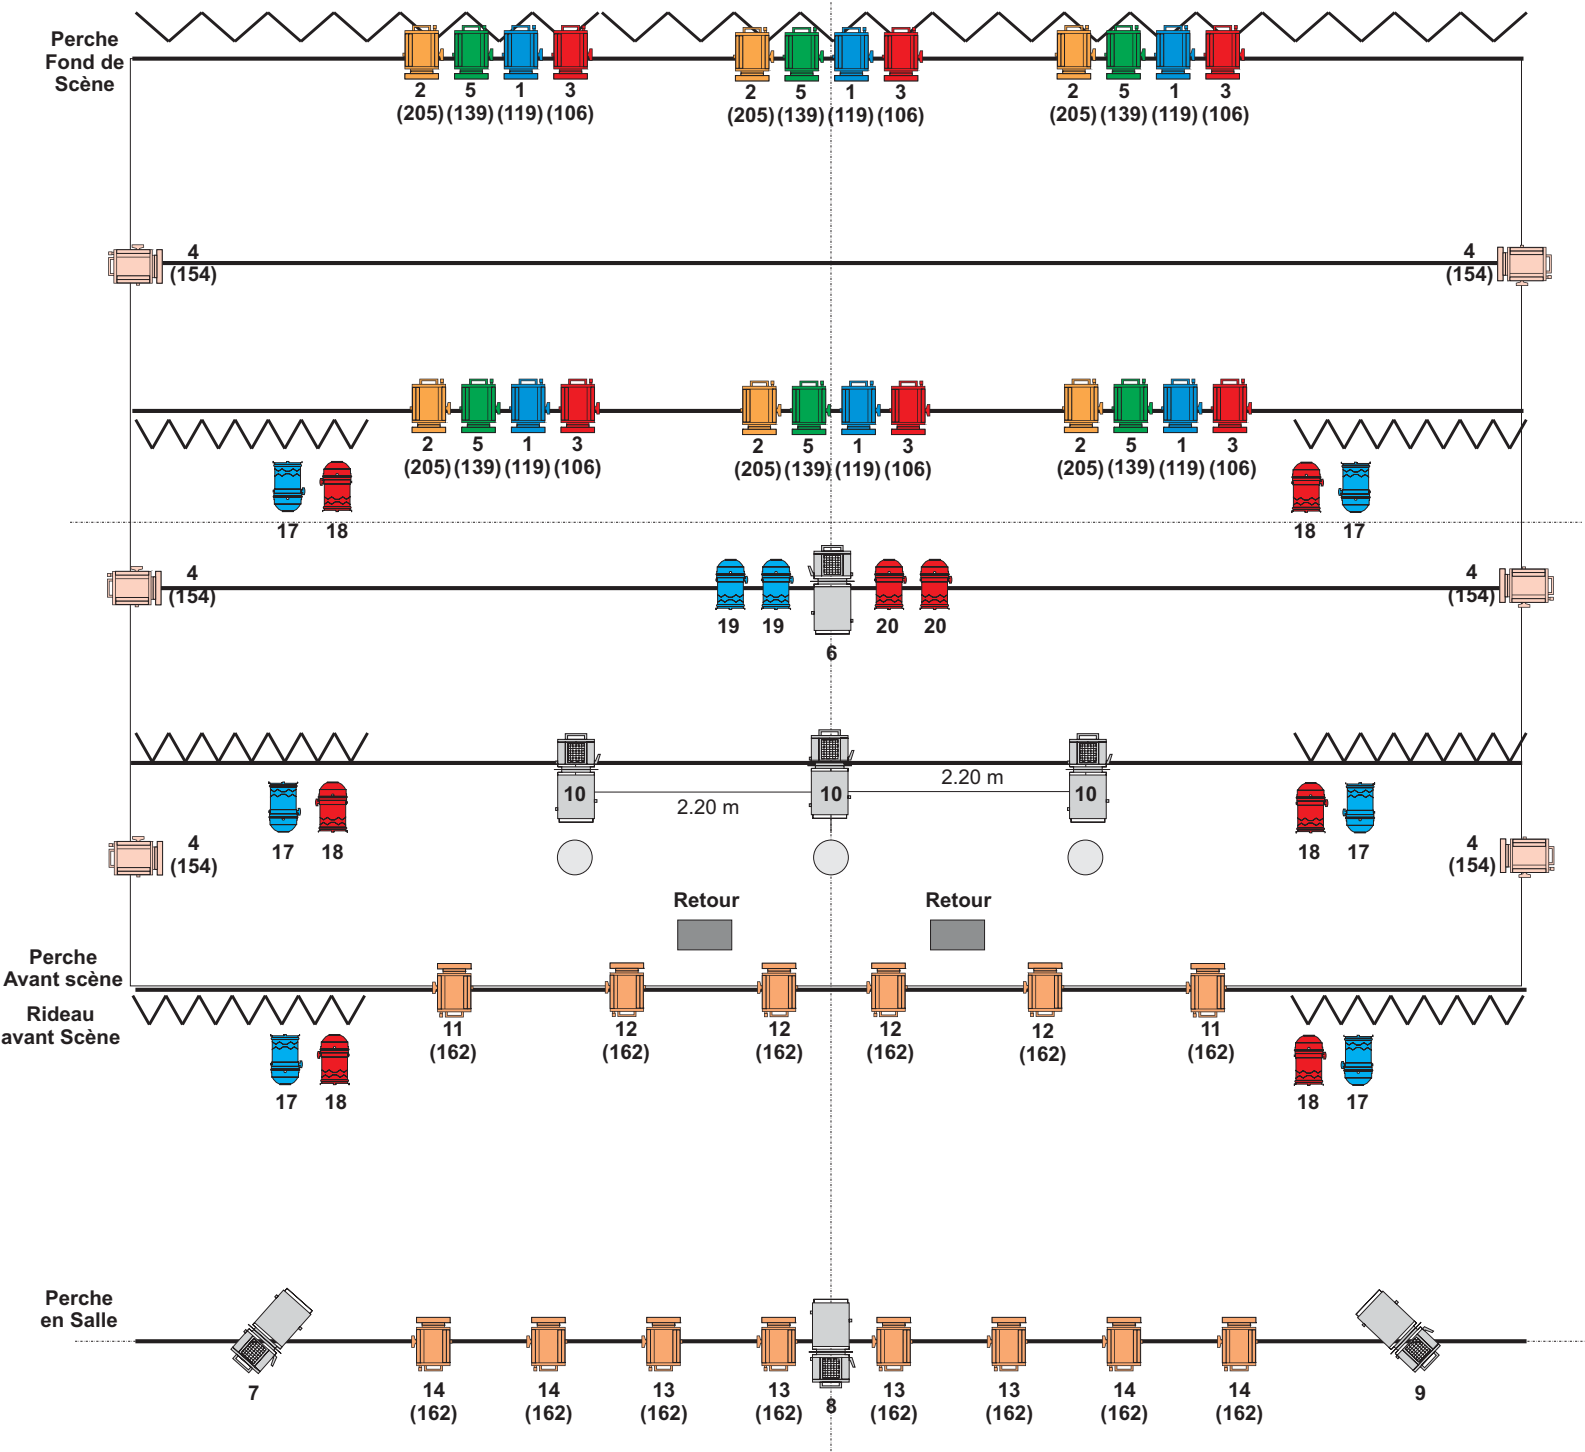 Perche
Fond de
Scène
2 5 1 3 2 5 1 3 2 5 1 3
(205) (139) (119) (106) (205) (139) (119) (106) (205) (139) (119) (106)
4 4
(154) (154)
2 5 1 3 2 5 1 3 2 5 1 3
(205) (139) (119) (106) (205) (139) (119) (106) (205) (139) (119) (106)
17 18 18 17
4 4
(154) (154)
19 19 20 20
6
10 10 10
2.20 m
2.20 m
17 18 18 17
4 4
(154) (154)
Retour Retour
Perche
Avant scène
Rideau
avant Scène
11 12 12 12 12 11
(162) (162) (162) (162) (162) (162)
17 18 18 17
Perche
en Salle
7 14 14 13 13 8 13 13 14 14 9
(162) (162) (162) (162) (162) (162) (162) (162)